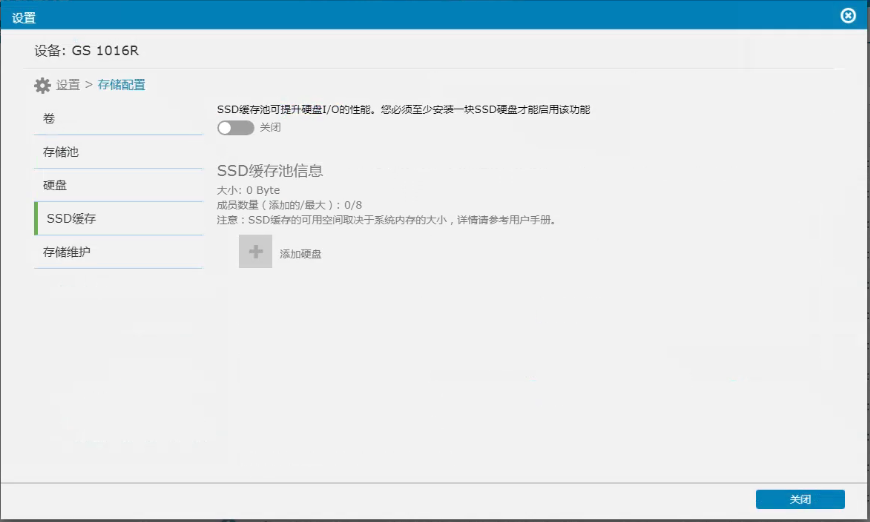 设置
设备: GS 1016R
设置 > 存储配置
卷
存储池
硬盘
SSD缓存
存储维护
SSD缓存池可提升硬盘I/O的性能。您必须至少安装一块SSD硬盘才能启用该功能
关闭
SSD缓存池信息
大小: 0 Byte
成员数量 ( 添加的/最大 ) : 0/8
注意：SSD缓存的可用空间取决于系统内存的大小，详情请参考用户手册。
添加硬盘
关闭